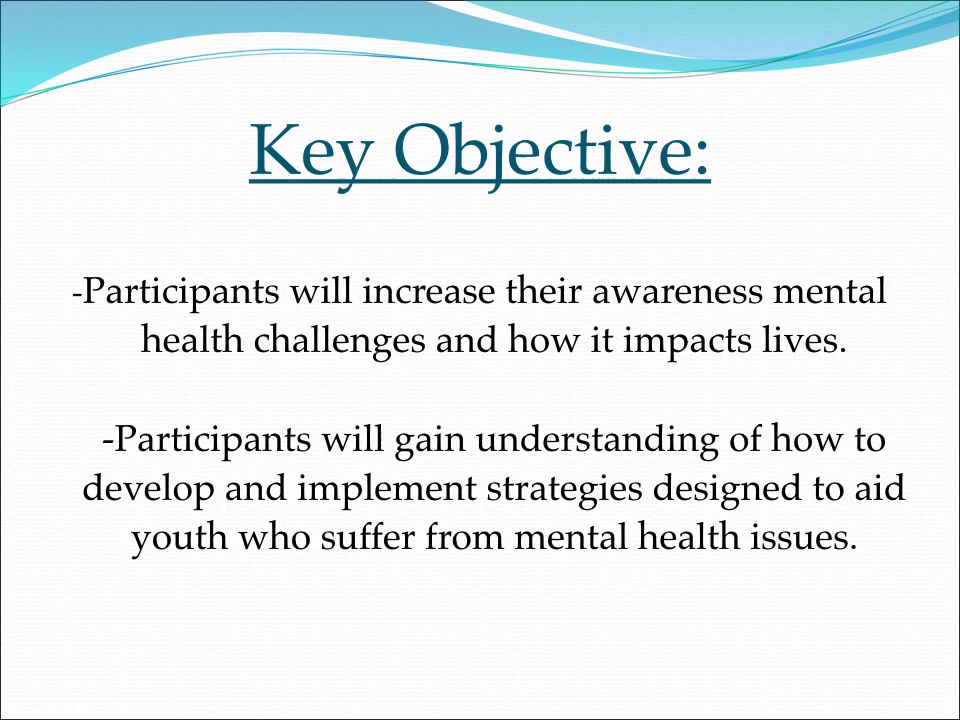 Key Objective:
-Participants will increase their awareness mental
health challenges and how it impacts lives.
-Participants will gain understanding of how to
develop and implement strategies designed to aid
youth who suffer from mental health issues.